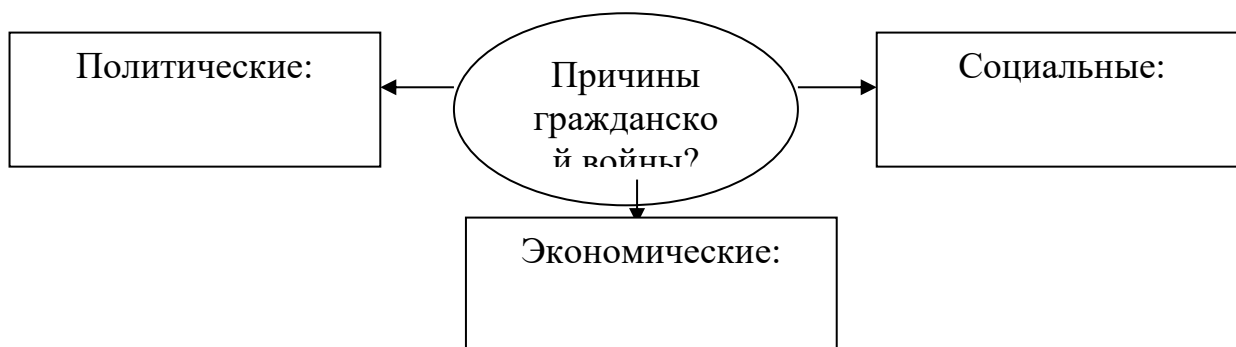 Политические:
Причины
гражданско
й войны?
Социальные:
Экономические: